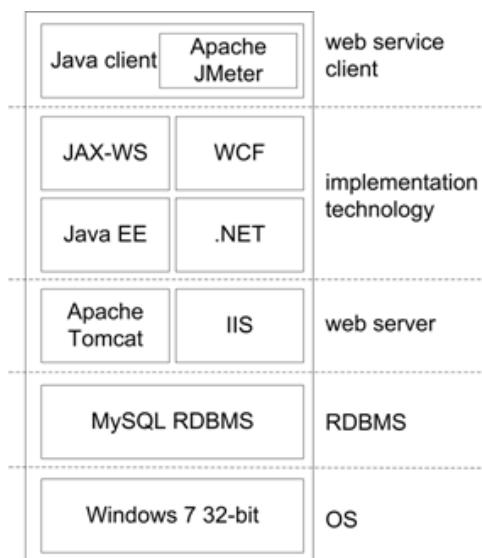 Java client
Apache
JMeter
web service
client
JAX-WS
WCF
implementation
technology
Java EE
.NET
Apache
Tomcat
IIS
web server
MySQL RDBMS
RDBMS
Windows 7 32-bit
OS